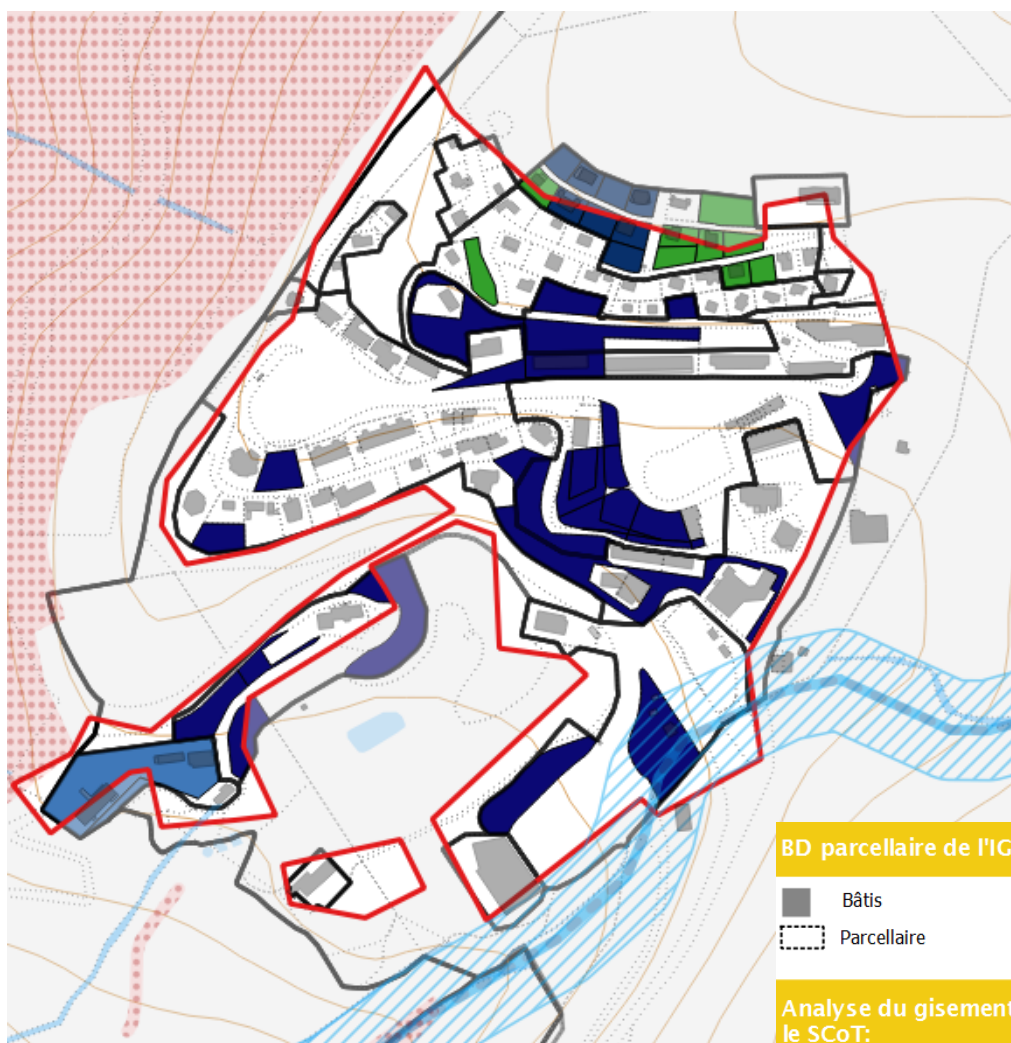 BD parcellaire de l'IG
Bâtis
Parcellaire
Analyse du gisement
le SCoT: